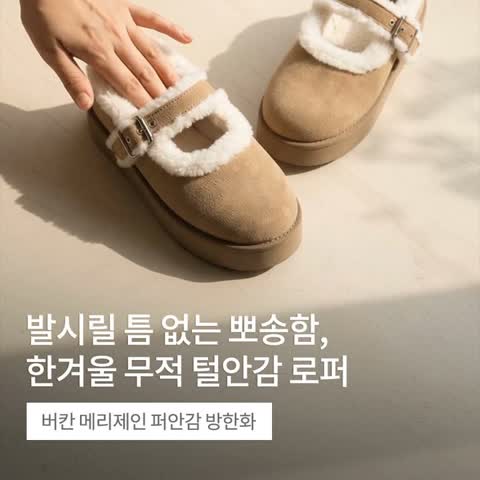 발시릴 틈 없는 뽀송함,
한겨울 무적 털안감 로퍼
버칸 메리제인 퍼안감 방한화